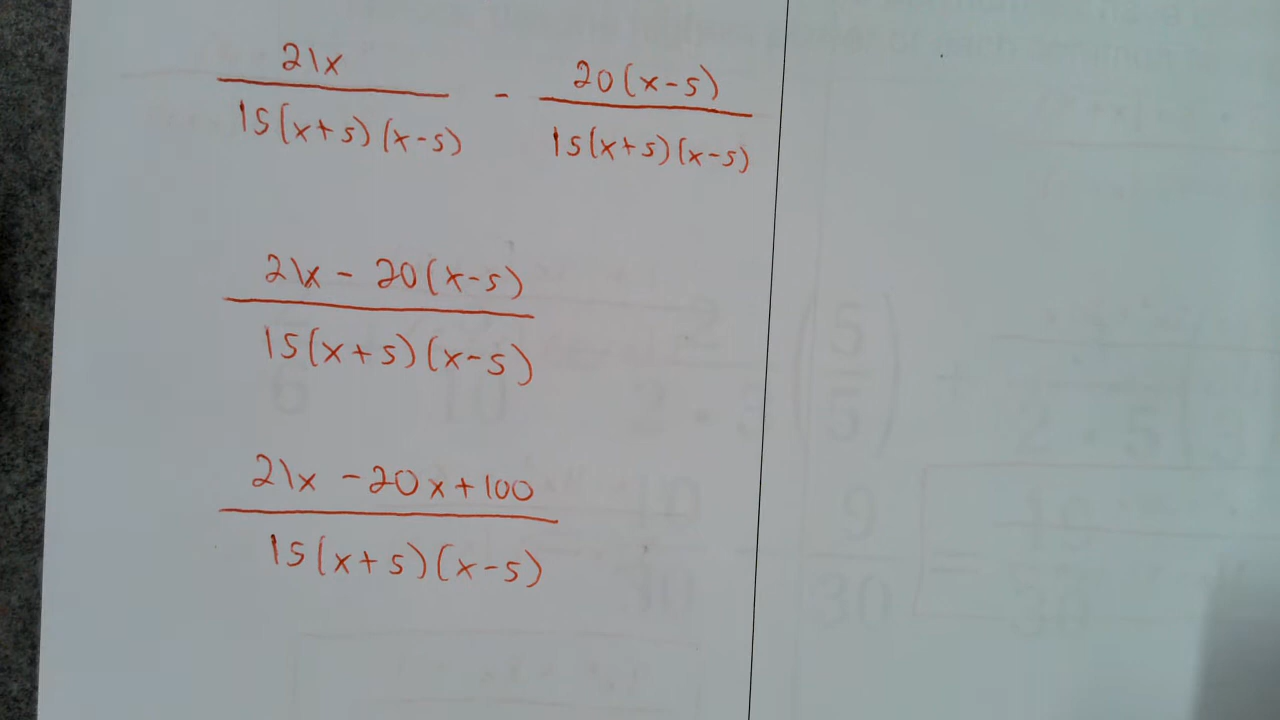 21x / 15(x+5)(x-5) - 20(x-5) / 15(x+5)(x-5)
21x - 20(x-5) / 15(x+5)(x-5)
21x - 20x + 100 / 15(x+5)(x-5)